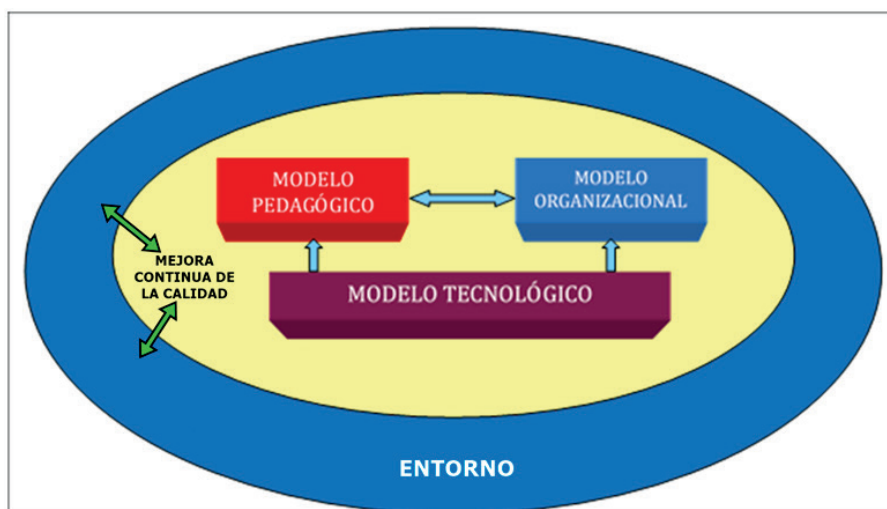 MODELO
PEDAGÓGICO
MODELO
ORGANIZACIONAL
MEJORA
CONTINUA DE
LA CALIDAD
MODELO TECNOLÓGICO
ENTORNO